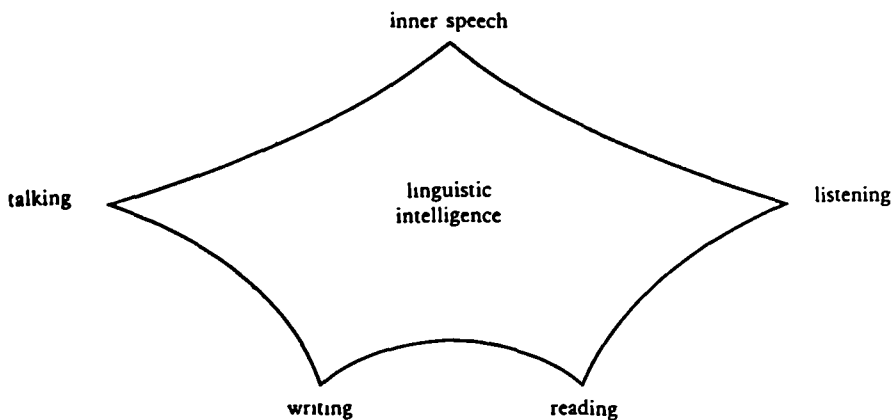 inner speech
talking
linguistic
intelligence
listening
writing
reading